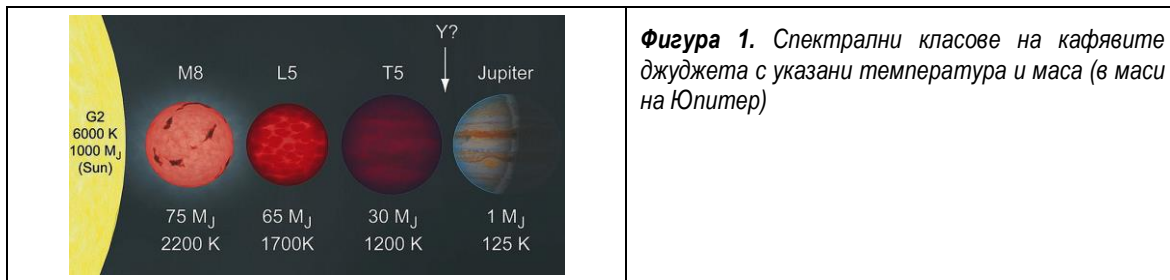 Y?
M8 L5 T5 Jupiter
G2
6000 K
1000 MJ
(Sun)
75 MJ 65 MJ 30 MJ 1 MJ
2200 K 1700K 1200 K 125 K
Фигура 1. Спектрални класове на кафявите
джуджета с указани температура и маса (в маси
на Юпитер)